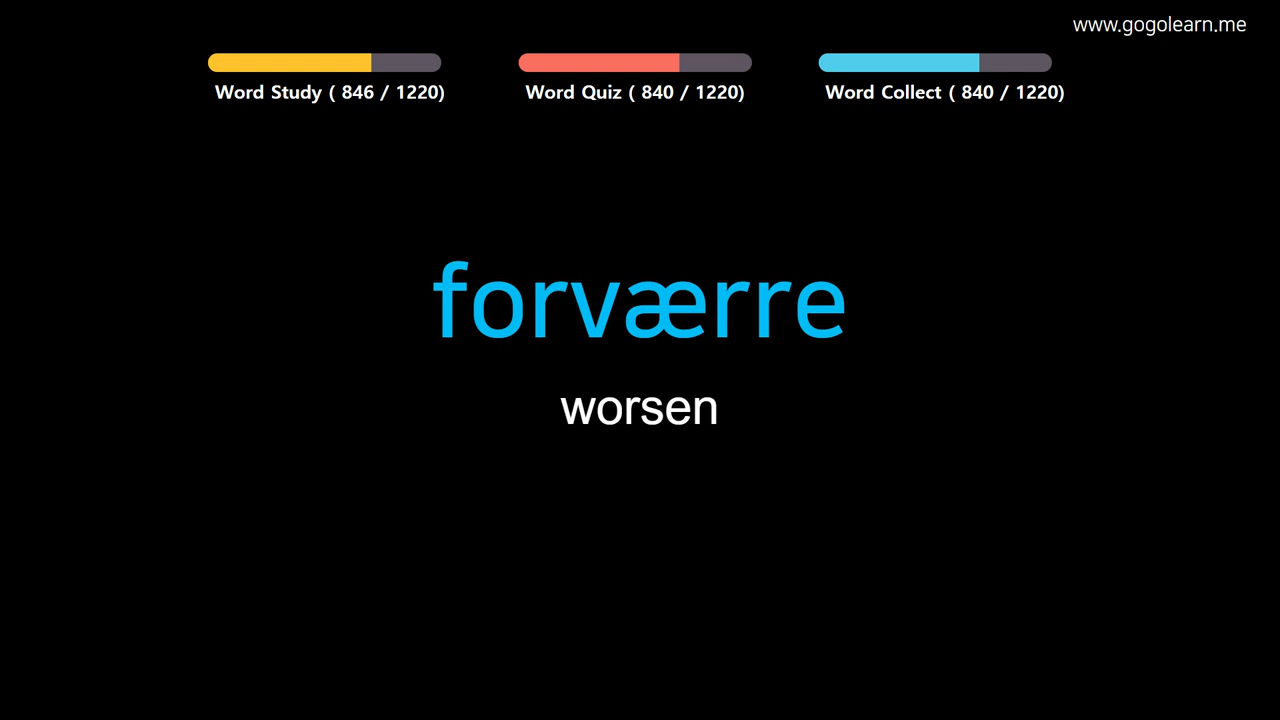 www.gogolearn.me
Word Study ( 846 / 1220)
Word Quiz ( 840 / 1220)
Word Collect ( 840 / 1220)
forværre
worsen